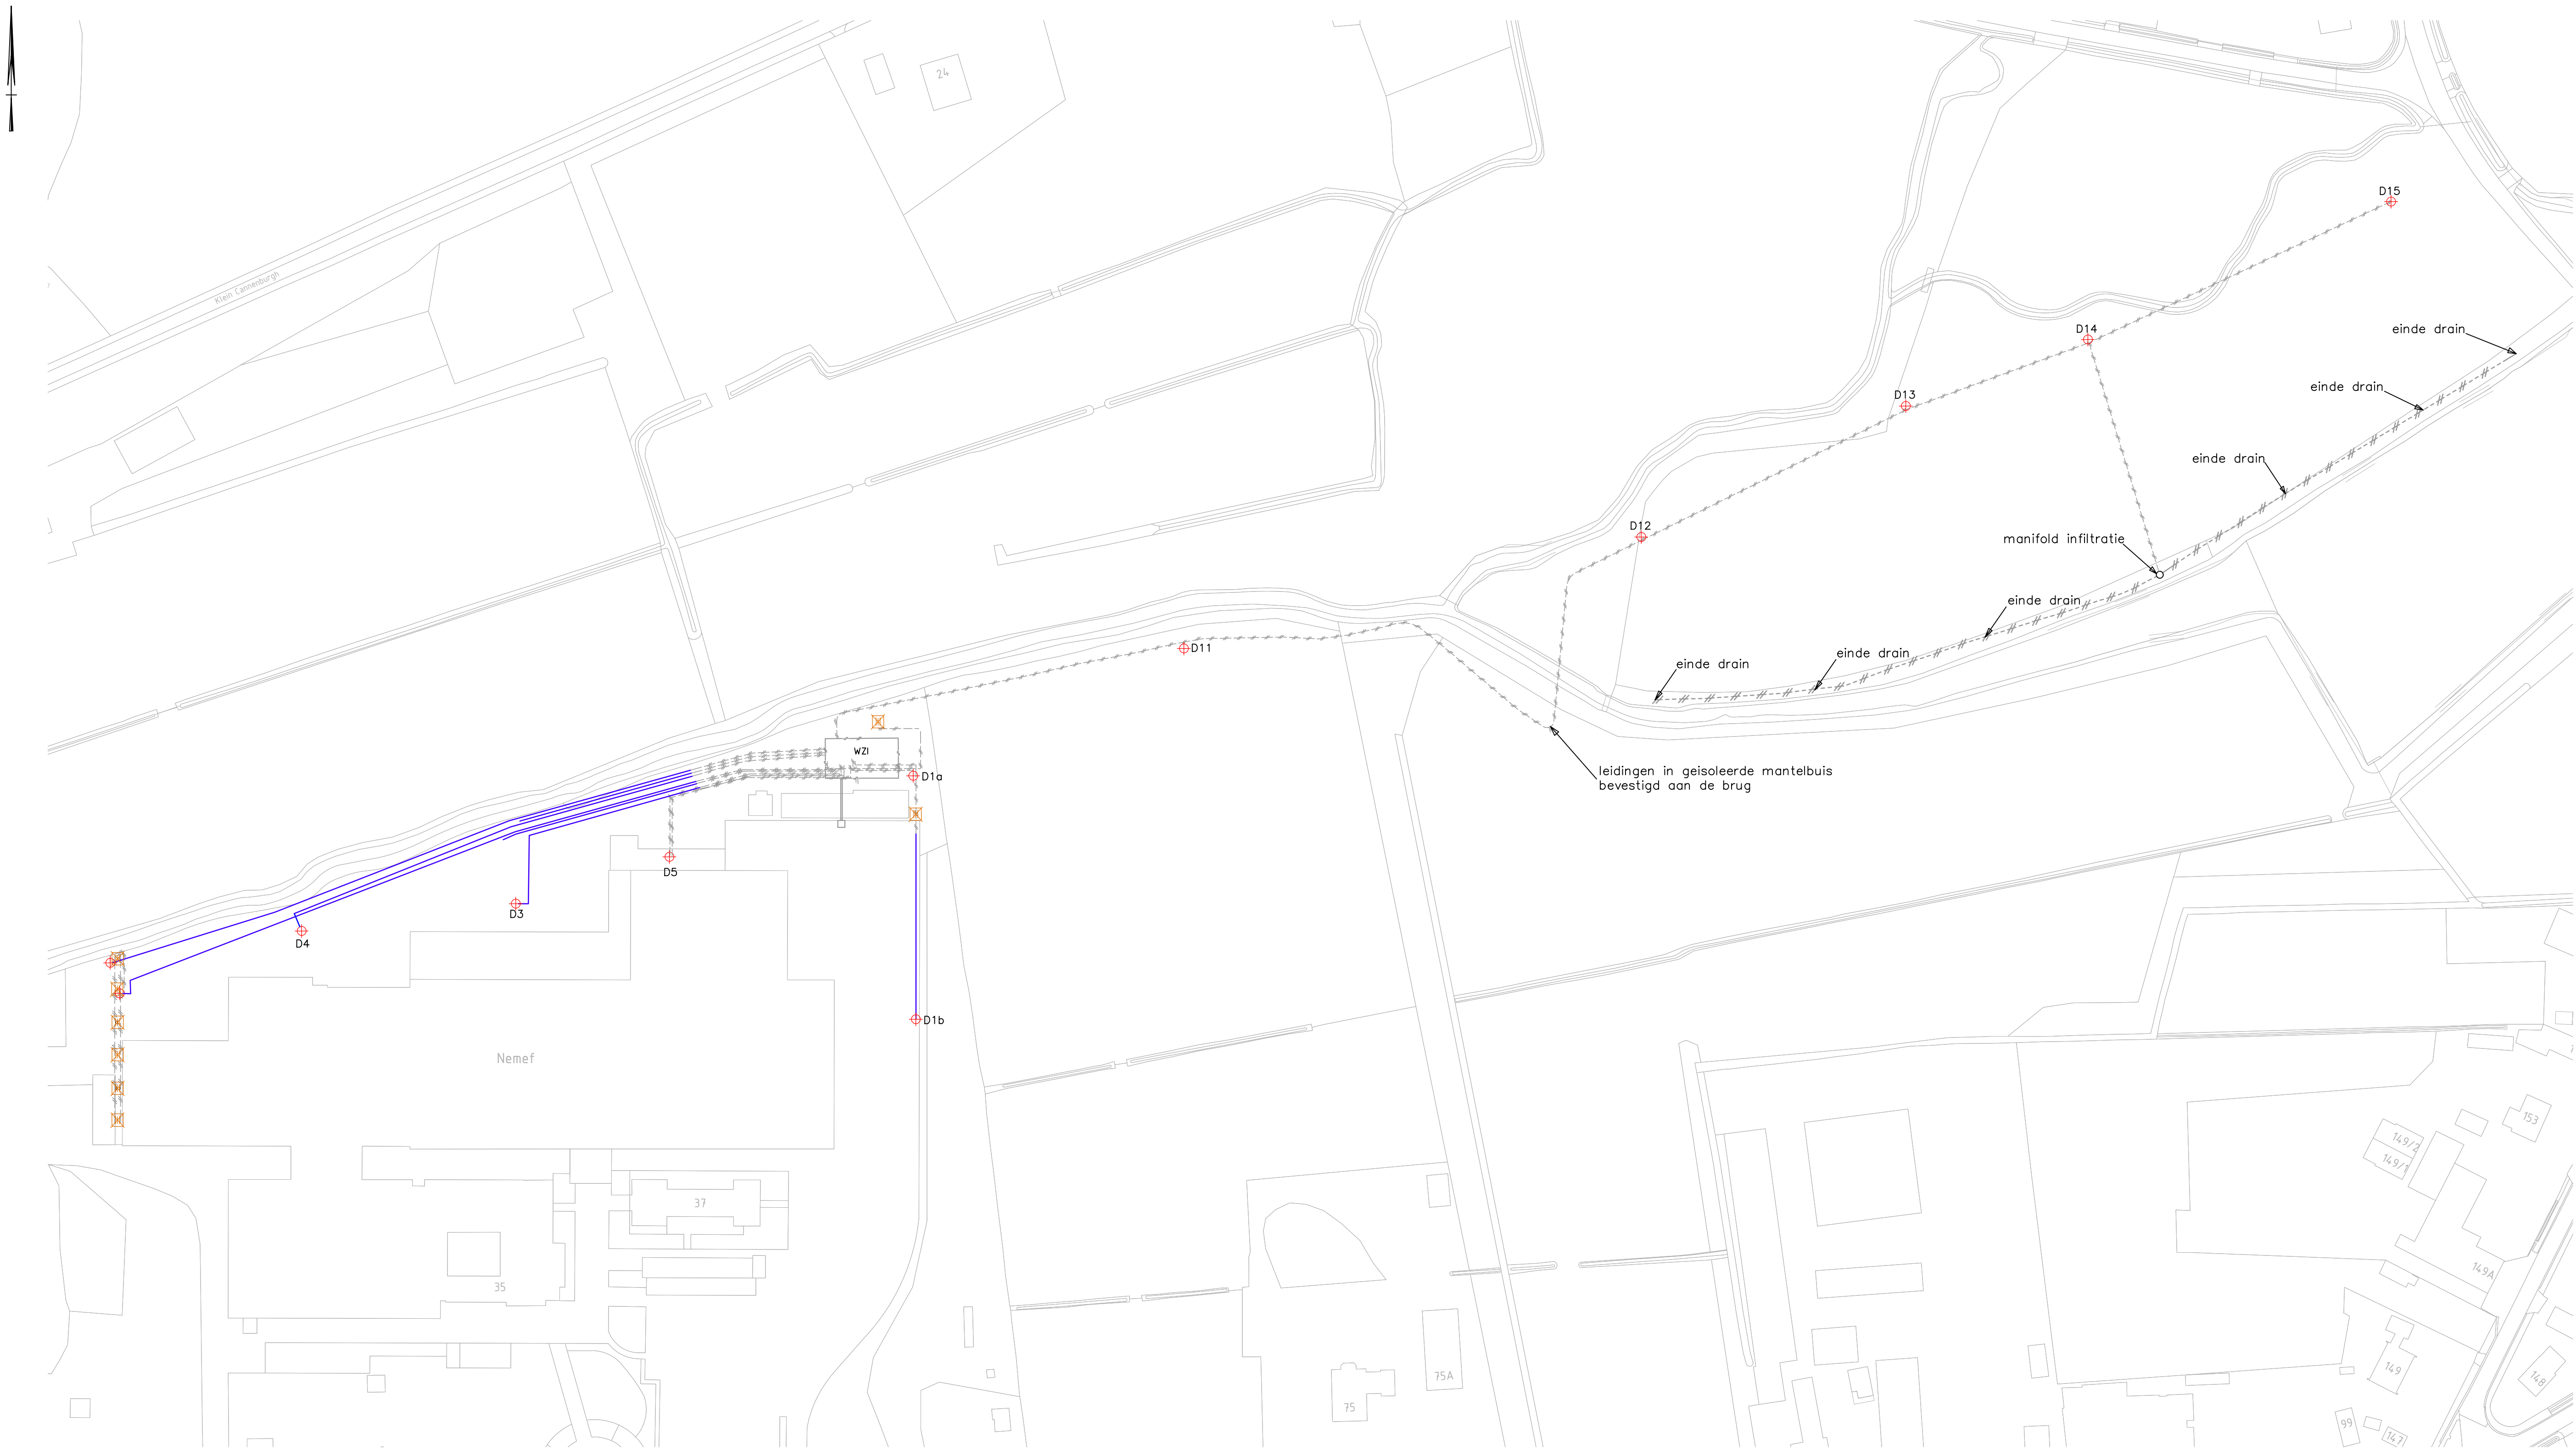 24
D15
Klein Cannenburgh
D14
einde drain
einde drain
D13
einde drain
D12
manifold infiltratie
einde drain
D11
einde drain
einde drain
WZI
D1a
leidingen in geisoleerde mantelbuis
bevestigd aan de brug
D5
D3
D4
D1b
Nemef
153
149/2
149/1
37
149A
35
149
75A
148
75
99
147